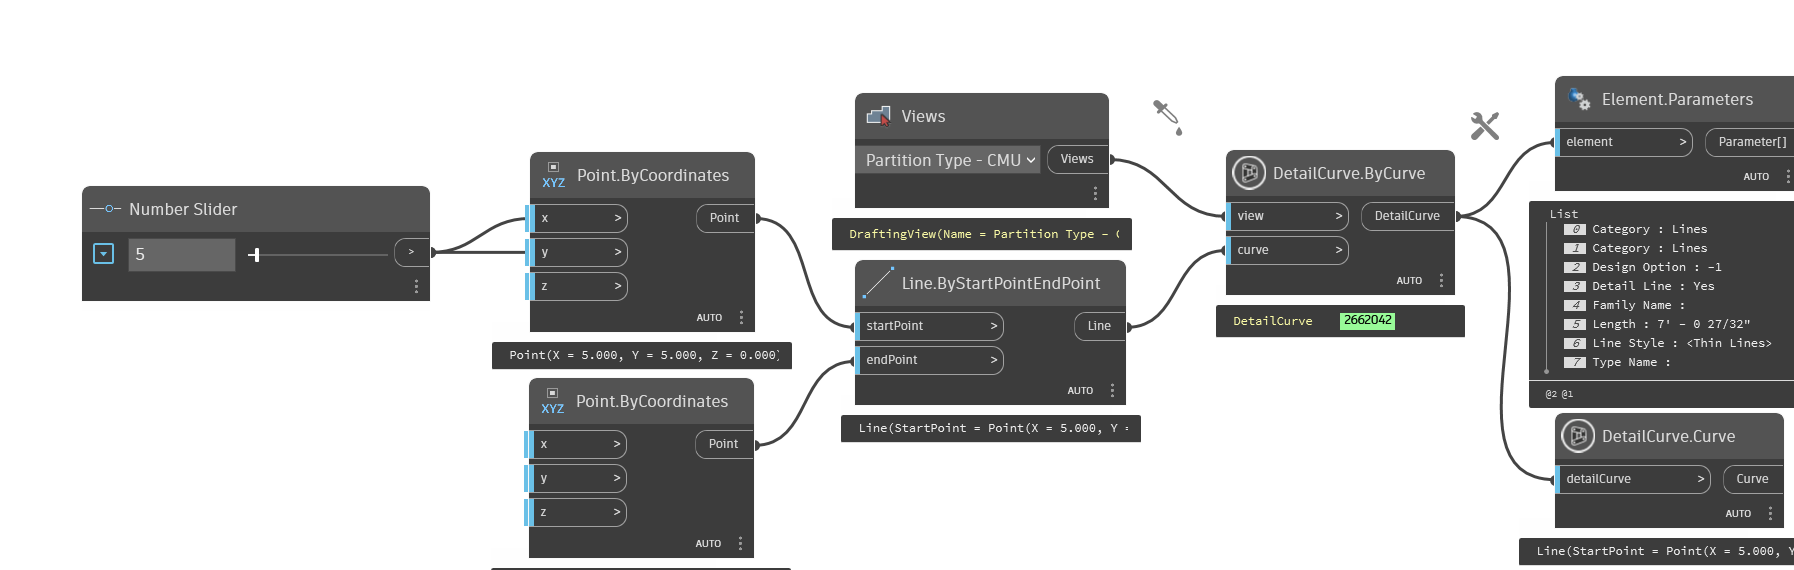 Number Slider
5
>
XYZ
Point.ByCoordinates
x >
Point
y >
z >
AUTO
Point(X = 5.000, Y = 5.000, Z = 0.000)
XYZ
Point.ByCoordinates
x >
Point
y >
z >
AUTO
Views
Partition Type - CMU
Views
DraftingView(Name = Partition Type - C
Line.ByStartPointEndPoint
startPoint >
Line
endPoint >
AUTO
Line(StartPoint = Point(X = 5.000, Y =
DetailCurve.ByCurve
view >
DetailCurve
curve >
AUTO
DetailCurve 2662042
Element.Parameters
element >
Parameter[]
AUTO
List
0 Category : Lines
1 Category : Lines
2 Design Option : -1
3 Detail Line : Yes
4 Family Name :
5 Length : 7' - 0 27/32"
6 Line Style : <Thin Lines>
7 Type Name :
@2 @1
DetailCurve.Curve
detailCurve >
Curve
AUTO
Line(StartPoint = Point(X = 5.000, Y